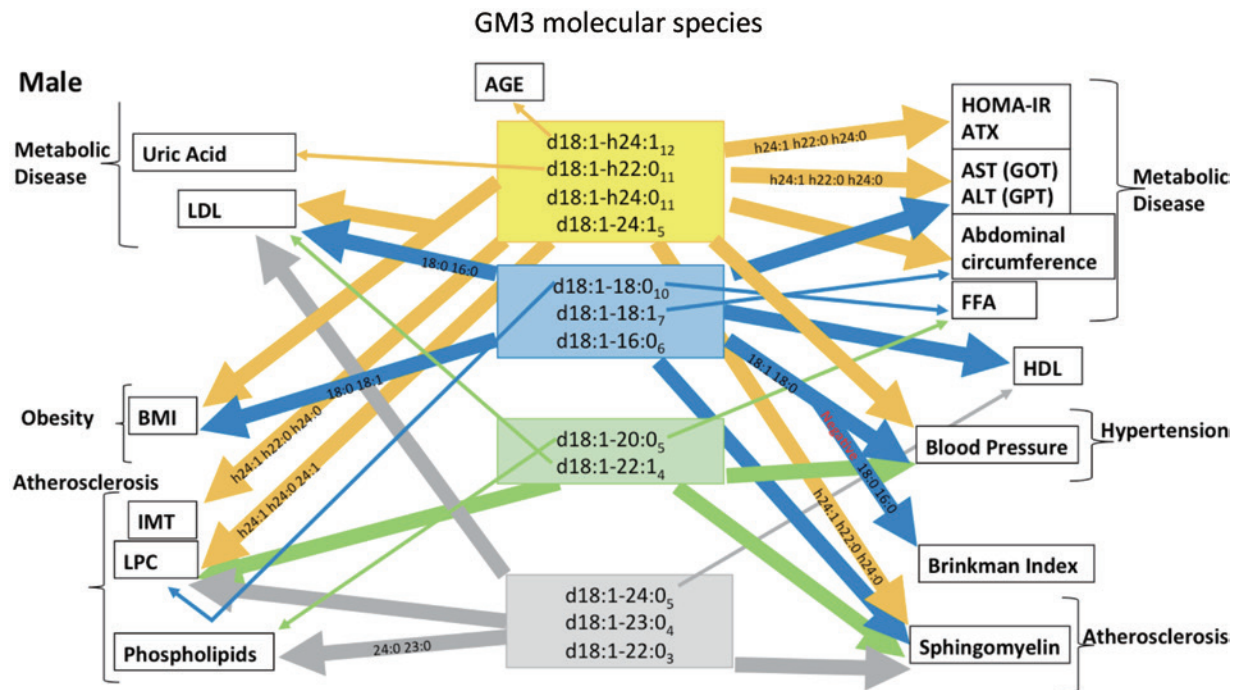 GM3 molecular species
Male
AGE
Metabolic
Disease
Uric Acid
LDL
d18:1-h24:1₁₂
d18:1-h22:0₁₁
d18:1-h24:0₁₁
d18:1-24:1₅
h24:1 h22:0 h24:0
h24:1 h22:0 h24:0
HOMA-IR
ATX
AST (GOT)
ALT (GPT)
Abdominal
circumference
FFA
Metabolic
Disease
18:0 16:0
d18:1-18:0₁₀
d18:1-18:1₇
d18:1-16:0₆
HDL
18:0 18:1
18:1 18:0
Obesity
BMI
h24:1 h22:0 h24:0
h24:1 h24:0 24:1
d18:1-20:0₅
d18:1-22:1₄
Negative
18:0 16:0
Blood Pressure
Hypertension
Atherosclerosis
IMT
LPC
h24:1 h22:0 h24:0
Brinkman Index
d18:1-24:0₅
d18:1-23:0₄
d18:1-22:0₃
Phospholipids
24:0 23:0
Sphingomyelin
Atherosclerosis